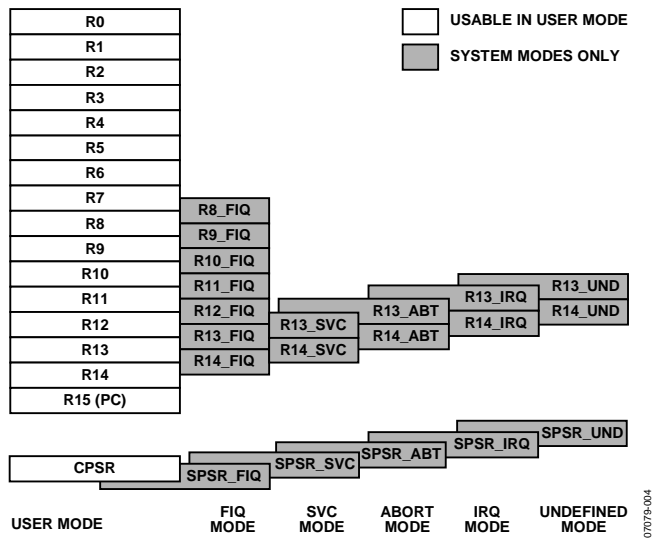 USABLE IN USER MODE
SYSTEM MODES ONLY
R0
R1
R2
R3
R4
R5
R6
R7
R8
R9
R10
R11
R12
R13
R14
R15 (PC)
R8_FIQ
R9_FIQ
R10_FIQ
R11_FIQ
R12_FIQ
R13_FIQ
R14_FIQ
R13_SVC
R14_SVC
R13_ABT
R14_ABT
R13_IRQ
R14_IRQ
R13_UND
R14_UND
CPSR
SPSR_FIQ
SPSR_SVC
SPSR_ABT
SPSR_IRQ
SPSR_UND
USER MODE
FIQ
MODE
SVC
MODE
ABORT
MODE
IRQ
MODE
UNDEFINED
MODE
07079-004